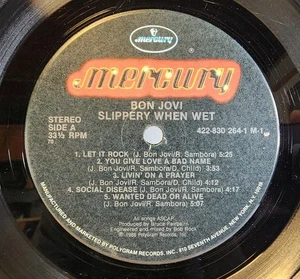 mercury
BON JOVI
SLIPPERY WHEN WET
STEREO
SIDE A
33⅓ RPM
422-830 264-1 M-1
1. LET IT ROCK (J. Bon Jovi/R. Sambora) 5:25
2. YOU GIVE LOVE A BAD NAME
(J. Bon Jovi/R. Sambora/D. Child) 3:53
3. LIVIN' ON A PRAYER
(J. Bon Jovi/R. Sambora/D. Child) 4:11
4. SOCIAL DISEASE (J. Bon Jovi/R. Sambora) 4:17
5. WANTED DEAD OR ALIVE
(J. Bon Jovi/R. Sambora) 5:07
All songs ASCAP
Produced by Bruce Fairbairn
Engineered and mixed by Bob Rock
℗ 1986 PolyGram Records, Inc.
MANUFACTURED AND MARKETED BY POLYGRAM RECORDS, INC., 810 SEVENTH AVENUE, NEW YORK, N.Y. 10019